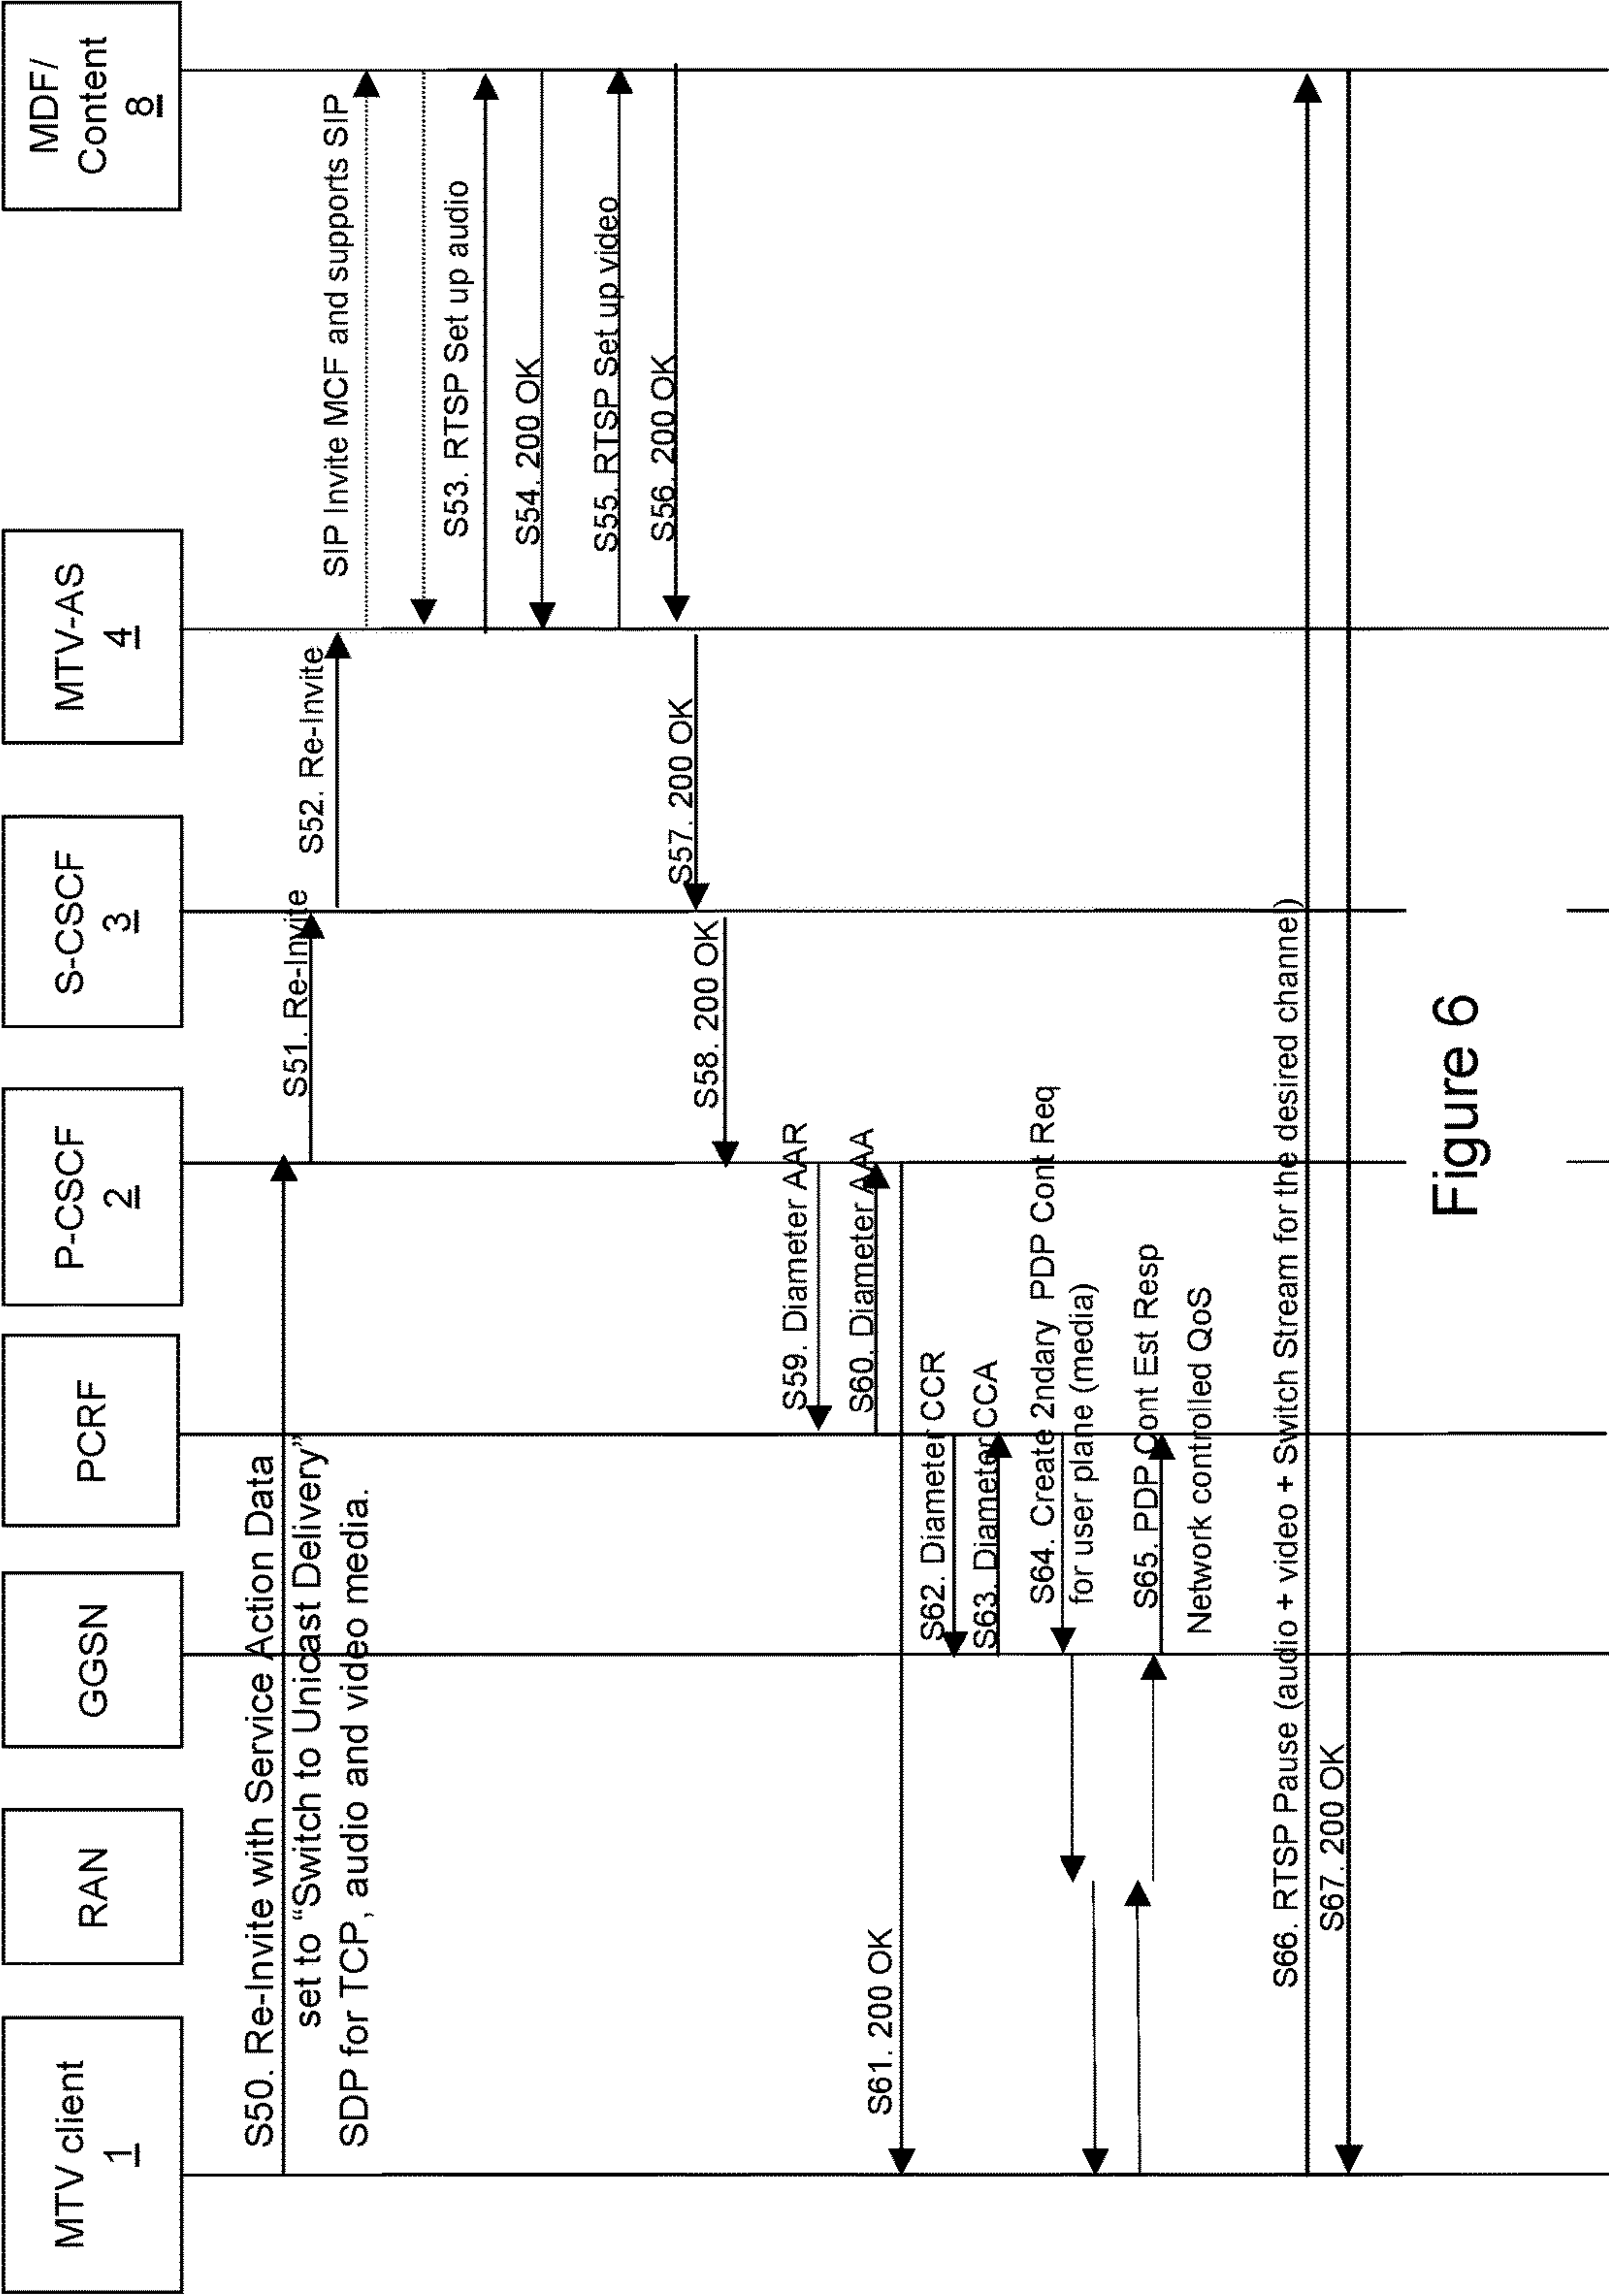 MTV client
1
RAN
GGSN
PCRF
P-CSCF
2
S-CSCF
3
MTV-AS
4
MDF/
Content
8
S50. Re-Invite with Service Action Data
set to “Switch to Unicast Delivery”
SDP for TCP, audio and video media.
S51. Re-Invite
S52. Re-Invite
SIP Invite MCF and supports SIP
S53. RTSP Set up audio
S54. 200 OK
S55. RTSP Set up video
S56. 200 OK
S57. 200 OK
S58. 200 OK
S59. Diameter AAR
S60. Diameter AAA
S61. 200 OK
S62. Diameter CCR
S63. Diameter CCA
S64. Create 2ndary PDP Cont Req
for user plane (media)
S65. PDP Cont Est Resp
Network controlled QoS
S66. RTSP Pause (audio + video + Switch Stream for the desired channel)
S67. 200 OK
Figure 6